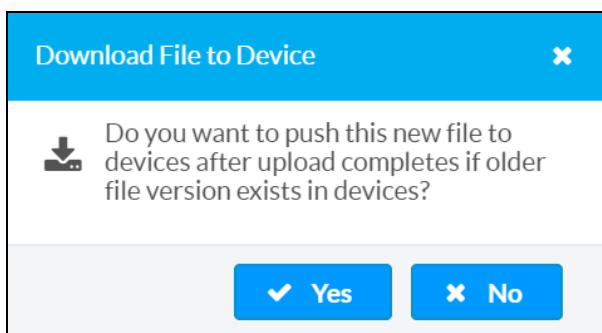 Download File to Device
Do you want to push this new file to
devices after upload completes if older
file version exists in devices?
Yes
No